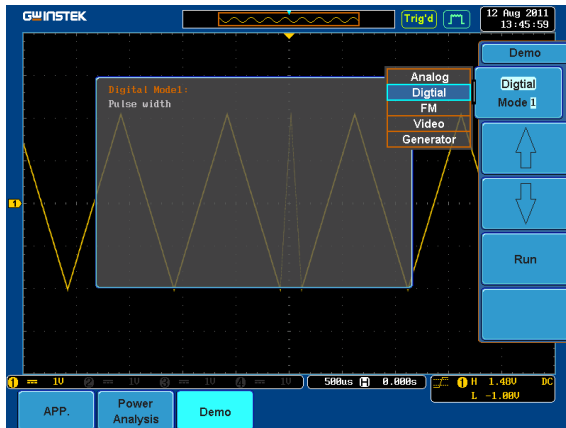 GWINSTEK
Trig'd
12 Aug 2011
13:45:59
Demo
Analog
Digtial
FM
Video
Generator
Digtial
Mode 1
Digital Mode1:
Pulse width
1
Run
1 == 1V 2 == 1V 3 == 1V 4 == 1V
500us H 0.000s
1 H 1.48V DC
L -1.00V
APP.
Power
Analysis
Demo